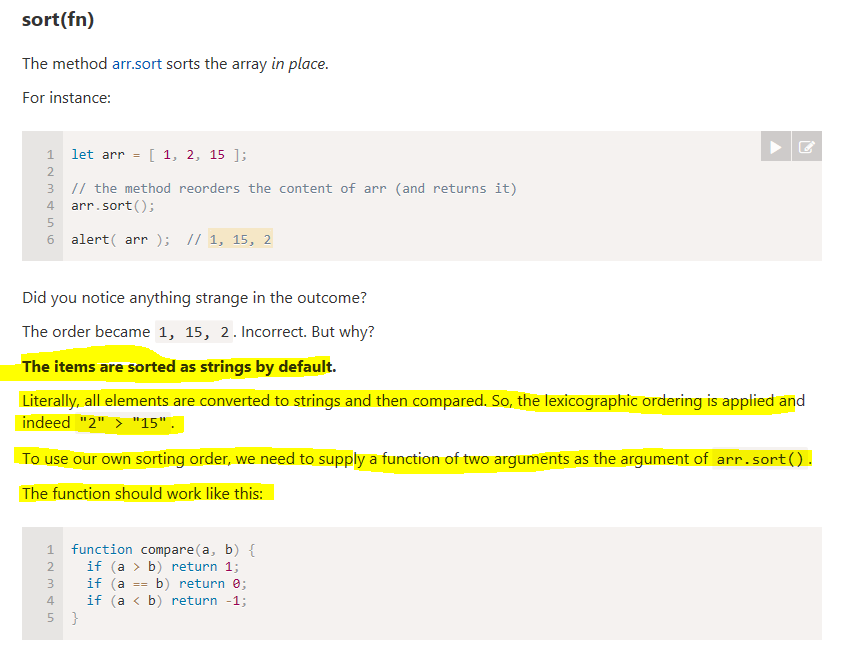 sort(fn)
The method arr.sort sorts the array in place.
For instance:
1 let arr = [ 1, 2, 15 ];
2
3 // the method reorders the content of arr (and returns it)
4 arr.sort();
5
6 alert( arr );  // 1, 15, 2
Did you notice anything strange in the outcome?
The order became 1, 15, 2. Incorrect. But why?
The items are sorted as strings by default.
Literally, all elements are converted to strings and then compared. So, the lexicographic ordering is applied and
indeed "2" > "15".
To use our own sorting order, we need to supply a function of two arguments as the argument of arr.sort().
The function should work like this:
1 function compare(a, b) {
2   if (a > b) return 1;
3   if (a == b) return 0;
4   if (a < b) return -1;
5 }